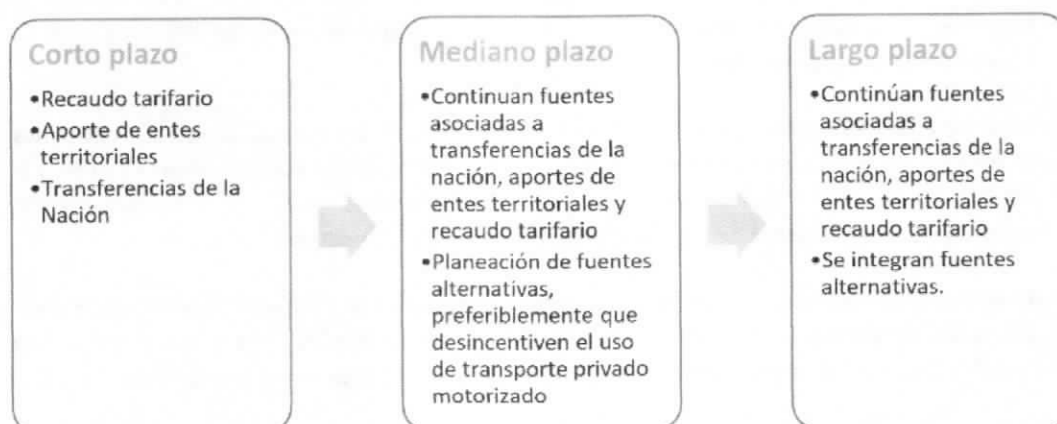 Corto plazo
•Recaudo tarifario
•Aporte de entes
territoriales
•Transferencias de la
Nación
Mediano plazo
•Continuan fuentes
asociadas a
transferencias de la
nación, aportes de
entes territoriales y
recaudo tarifario
•Planeación de fuentes
alternativas,
preferiblemente que
desincentiven el uso
de transporte privado
motorizado
Largo plazo
•Continúan fuentes
asociadas a
transferencias de la
nación, aportes de
entes territoriales y
recaudo tarifario
•Se integran fuentes
alternativas.